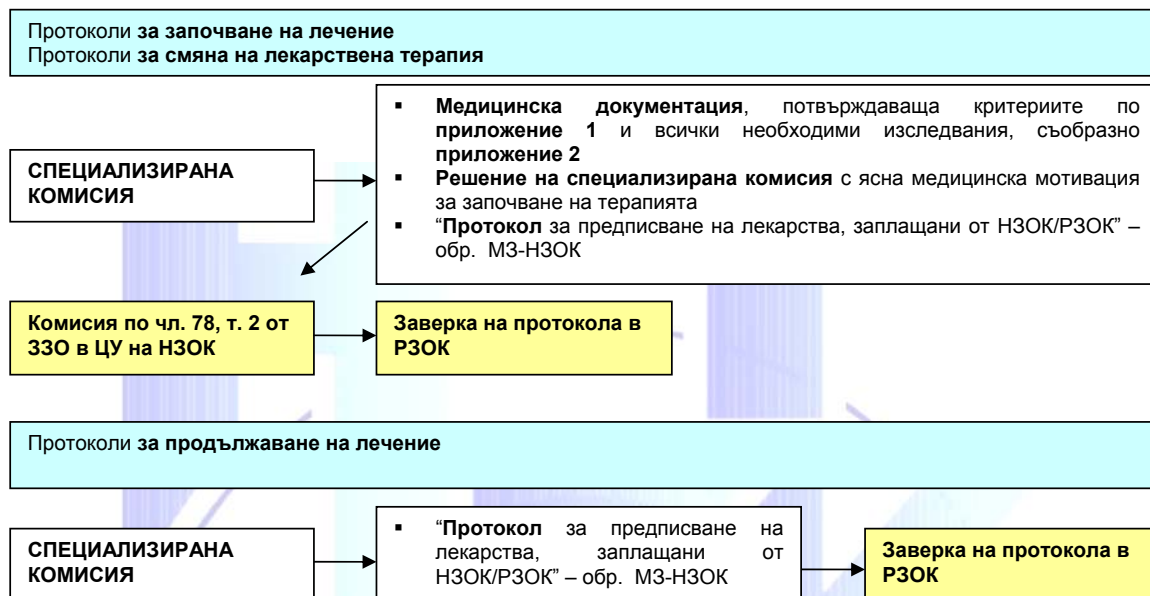 Протоколи за започване на лечение
Протоколи за смяна на лекарствена терапия
СПЕЦИАЛИЗИРАНА
КОМИСИЯ
▪ Медицинска документация, потвърждаваща критериите по
приложение 1 и всички необходими изследвания, съобразно
приложение 2
▪ Решение на специализирана комисия с ясна медицинска мотивация
за започване на терапията
▪ “Протокол за предписване на лекарства, заплащани от НЗОК/РЗОК” –
обр. МЗ-НЗОК
Комисия по чл. 78, т. 2 от
ЗЗО в ЦУ на НЗОК
Заверка на протокола в
РЗОК
Протоколи за продължаване на лечение
СПЕЦИАЛИЗИРАНА
КОМИСИЯ
▪ “Протокол за предписване на
лекарства, заплащани от
НЗОК/РЗОК” – обр. МЗ-НЗОК
Заверка на протокола в
РЗОК